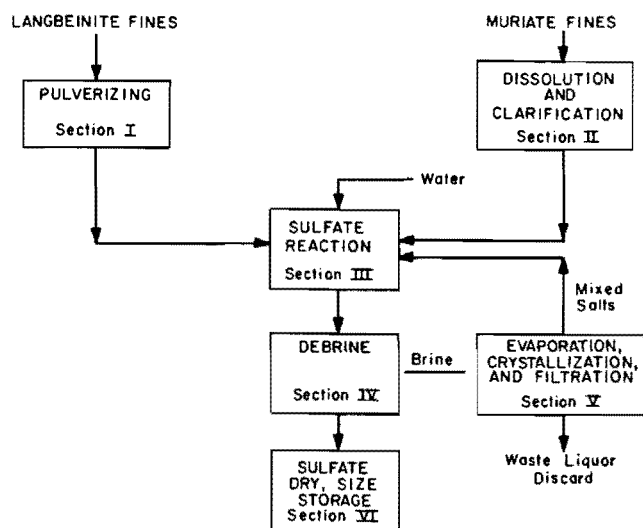 LANGBEINITE FINES
MURIATE FINES
PULVERIZING
Section I
DISSOLUTION
AND
CLARIFICATION
Section II
Water
SULFATE
REACTION
Section III
Mixed
Salts
DEBRINE
Section IV
Brine
EVAPORATION,
CRYSTALLIZATION,
AND FILTRATION
Section V
SULFATE
DRY, SIZE
STORAGE
Section VI
Waste Liquor
Discard